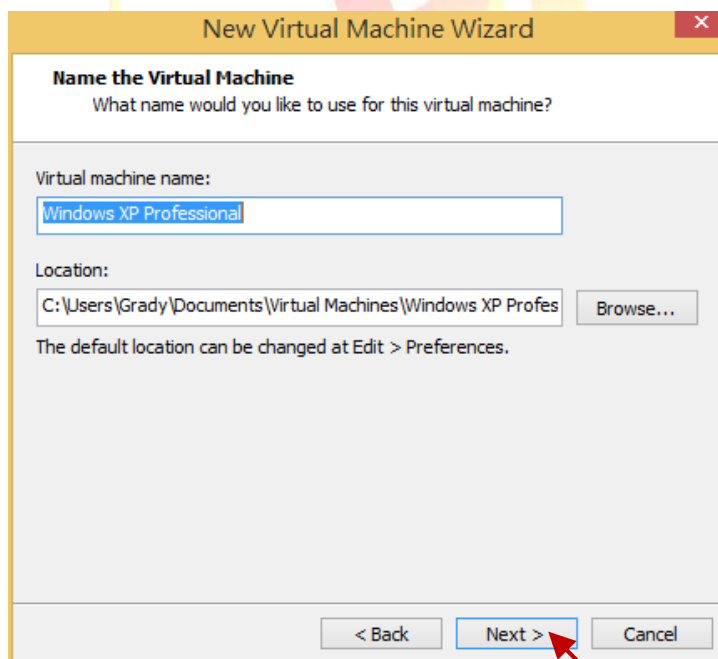 New Virtual Machine Wizard
Name the Virtual Machine
What name would you like to use for this virtual machine?
Virtual machine name:
Windows XP Professional
Location:
C:\Users\Grady\Documents\Virtual Machines\Windows XP Profes
Browse...
The default location can be changed at Edit > Preferences.
< Back
Next >
Cancel